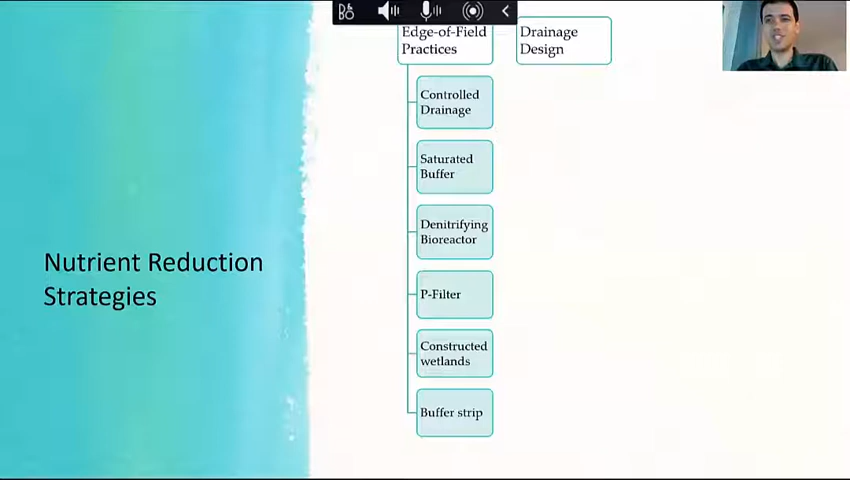 Edge-of-Field
Practices
Drainage
Design
Controlled
Drainage
Saturated
Buffer
Denitrifying
Bioreactor
P-Filter
Constructed
wetlands
Buffer strip
Nutrient Reduction
Strategies